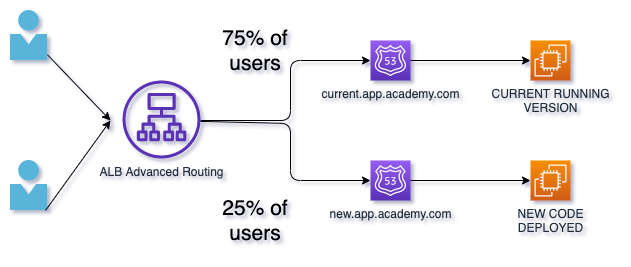 75% of
users
53
current.app.academy.com
CURRENT RUNNING
VERSION
ALB Advanced Routing
25% of
users
53
new.app.academy.com
NEW CODE
DEPLOYED